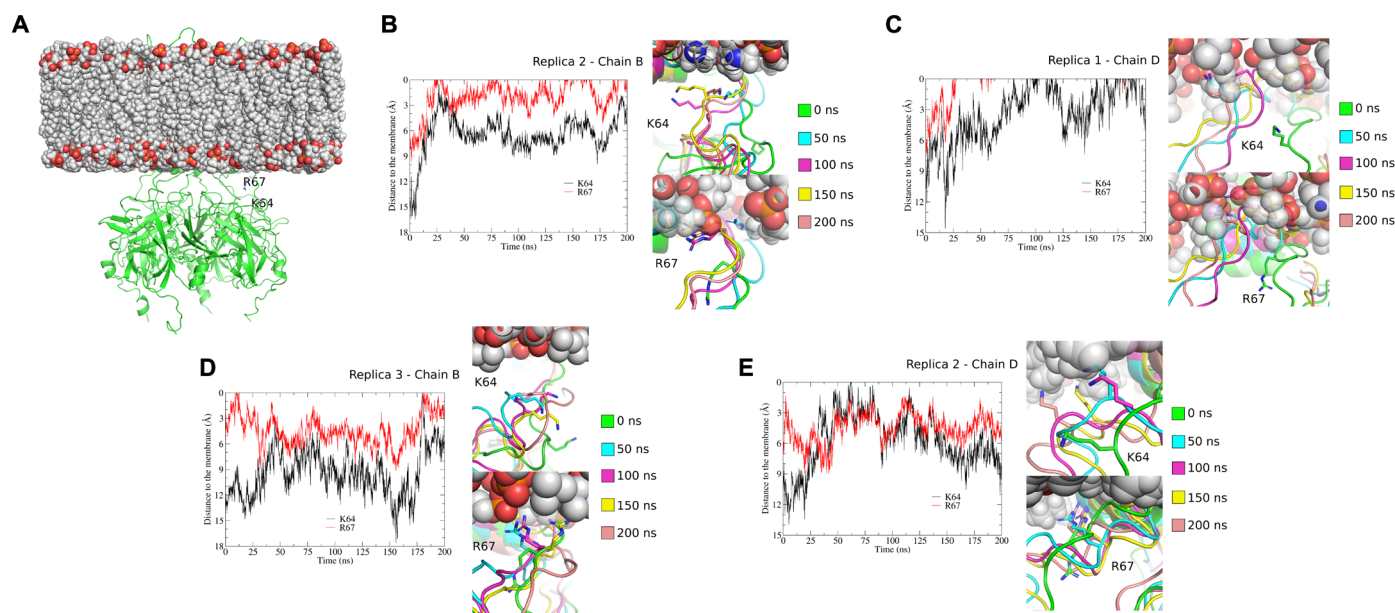 A
R67
K64
B
Replica 2 - Chain B
Distance to the membrane (Å)
0
3
6
9
12
15
18
K64
R67
0 25 50 75 100 125 150 175 200
Time (ns)
K64
R67
0 ns
50 ns
100 ns
150 ns
200 ns
C
Replica 1 - Chain D
Distance to the membrane (Å)
0
3
6
9
12
15
K64
R67
0 25 50 75 100 125 150 175 200
Time (ns)
K64
R67
0 ns
50 ns
100 ns
150 ns
200 ns
D
Replica 3 - Chain B
Distance to the membrane (Å)
0
3
6
9
12
15
18
K64
R67
0 25 50 75 100 125 150 175 200
Time (ns)
K64
R67
0 ns
50 ns
100 ns
150 ns
200 ns
E
Replica 2 - Chain D
Distance to the membrane (Å)
0
3
6
9
12
15
18
K64
R67
0 25 50 75 100 125 150 175 200
Time (ns)
K64
R67
0 ns
50 ns
100 ns
150 ns
200 ns